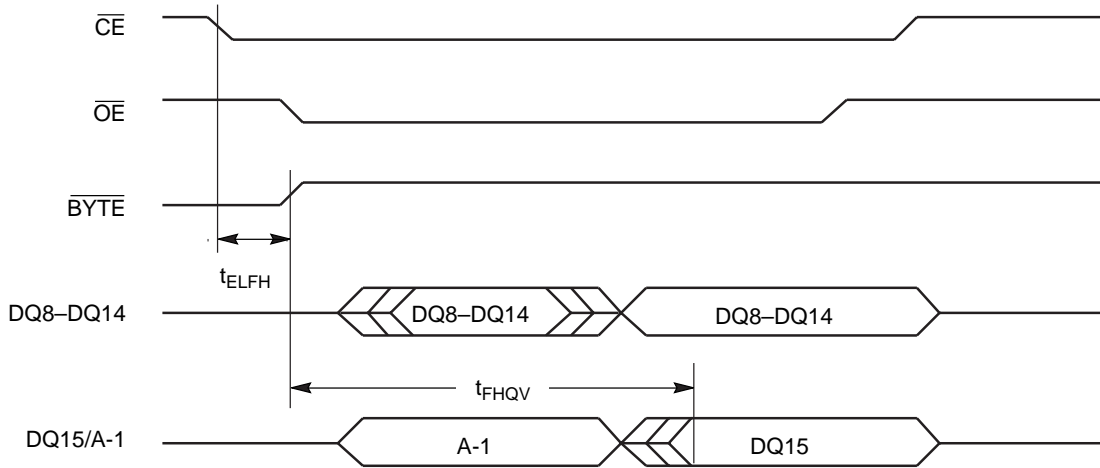 CE
OE
BYTE
tELFH
DQ8–DQ14 DQ8–DQ14 DQ8–DQ14
tFHQV
DQ15/A-1 A-1 DQ15